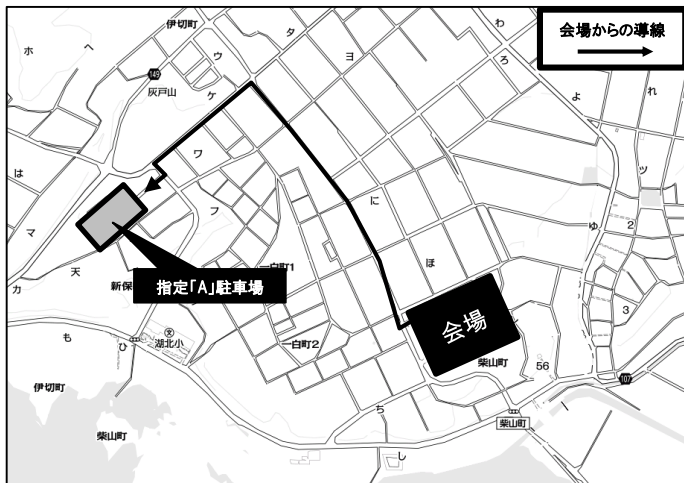 会場からの導線
伊切町
わ
ホ
ヘ
ウ
タ
ヨ
ろ
149
ケ
灰戸山
よ
れ
ワ
ツ
は
に
マ
フ
ゆ
2
ほ
天
一白町1
カ
新保
指定「A」駐車場
会場
3
も
ひ
湖北小
一白町2
柴山町
56
伊切町
107
ち
柴山町
柴山町
し